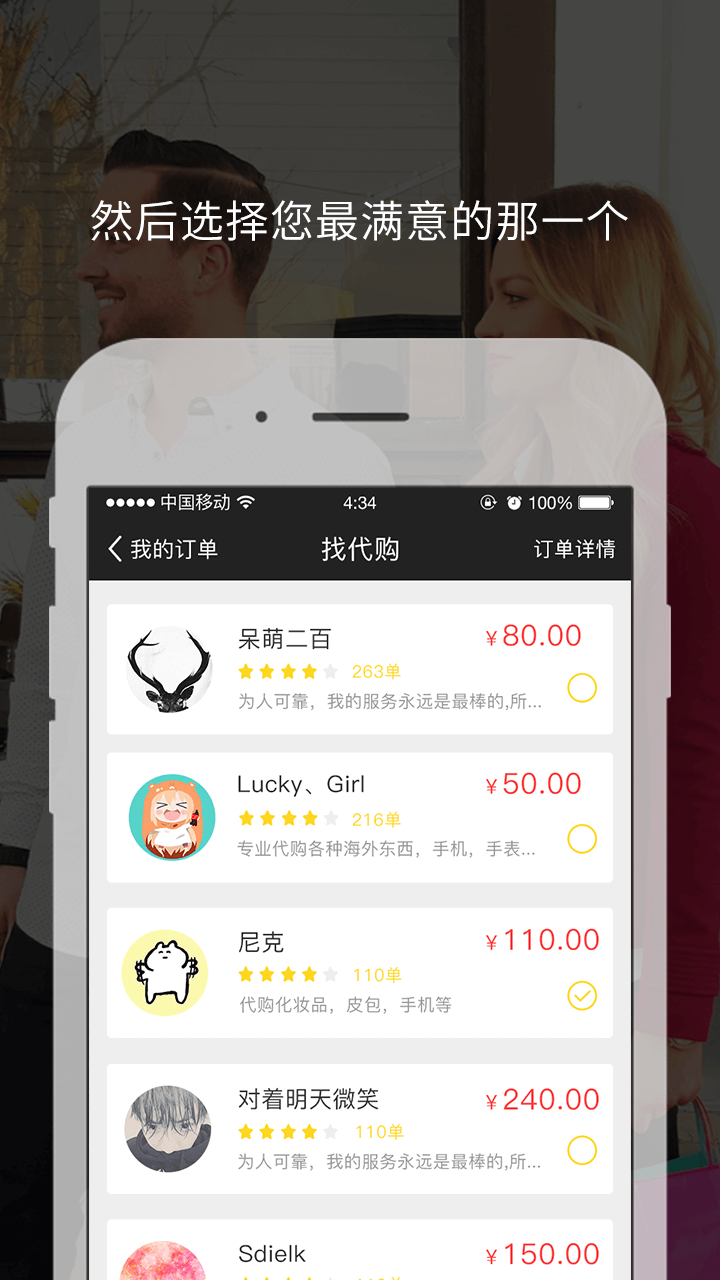 然后选择您最满意的那一个
中国移动 4:34 100%
我的订单 找代购 订单详情
呆萌二百 ¥80.00
263单
为人可靠，我的服务永远是最棒的,所...
Lucky、Girl ¥50.00
216单
专业代购各种海外东西，手机，手表...
尼克 ¥110.00
110单
代购化妆品，皮包，手机等
对着明天微笑 ¥240.00
110单
为人可靠，我的服务永远是最棒的,所...
Sdielk ¥150.00